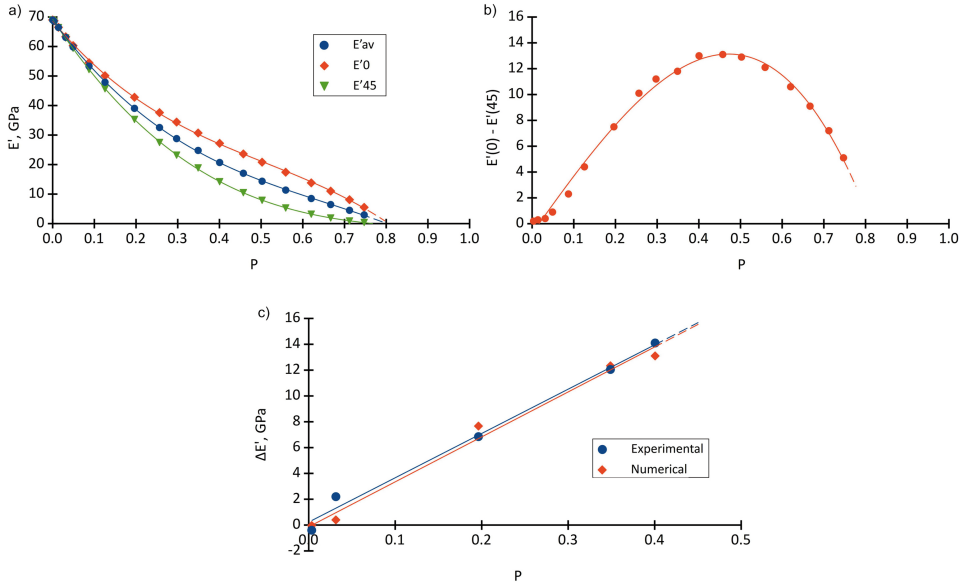 a)
70
60
50
40
30
20
10
0
E', GPa
0.0 0.1 0.2 0.3 0.4 0.5 0.6 0.7 0.8 0.9 1.0
P
E'av
E'0
E'45
b)
16
14
12
10
8
6
4
2
0
E'(0) - E'(45)
0.0 0.1 0.2 0.3 0.4 0.5 0.6 0.7 0.8 0.9 1.0
P
c)
16
14
12
10
8
6
4
2
0
-2
ΔE', GPa
0.0 0.1 0.2 0.3 0.4 0.5
P
Experimental
Numerical